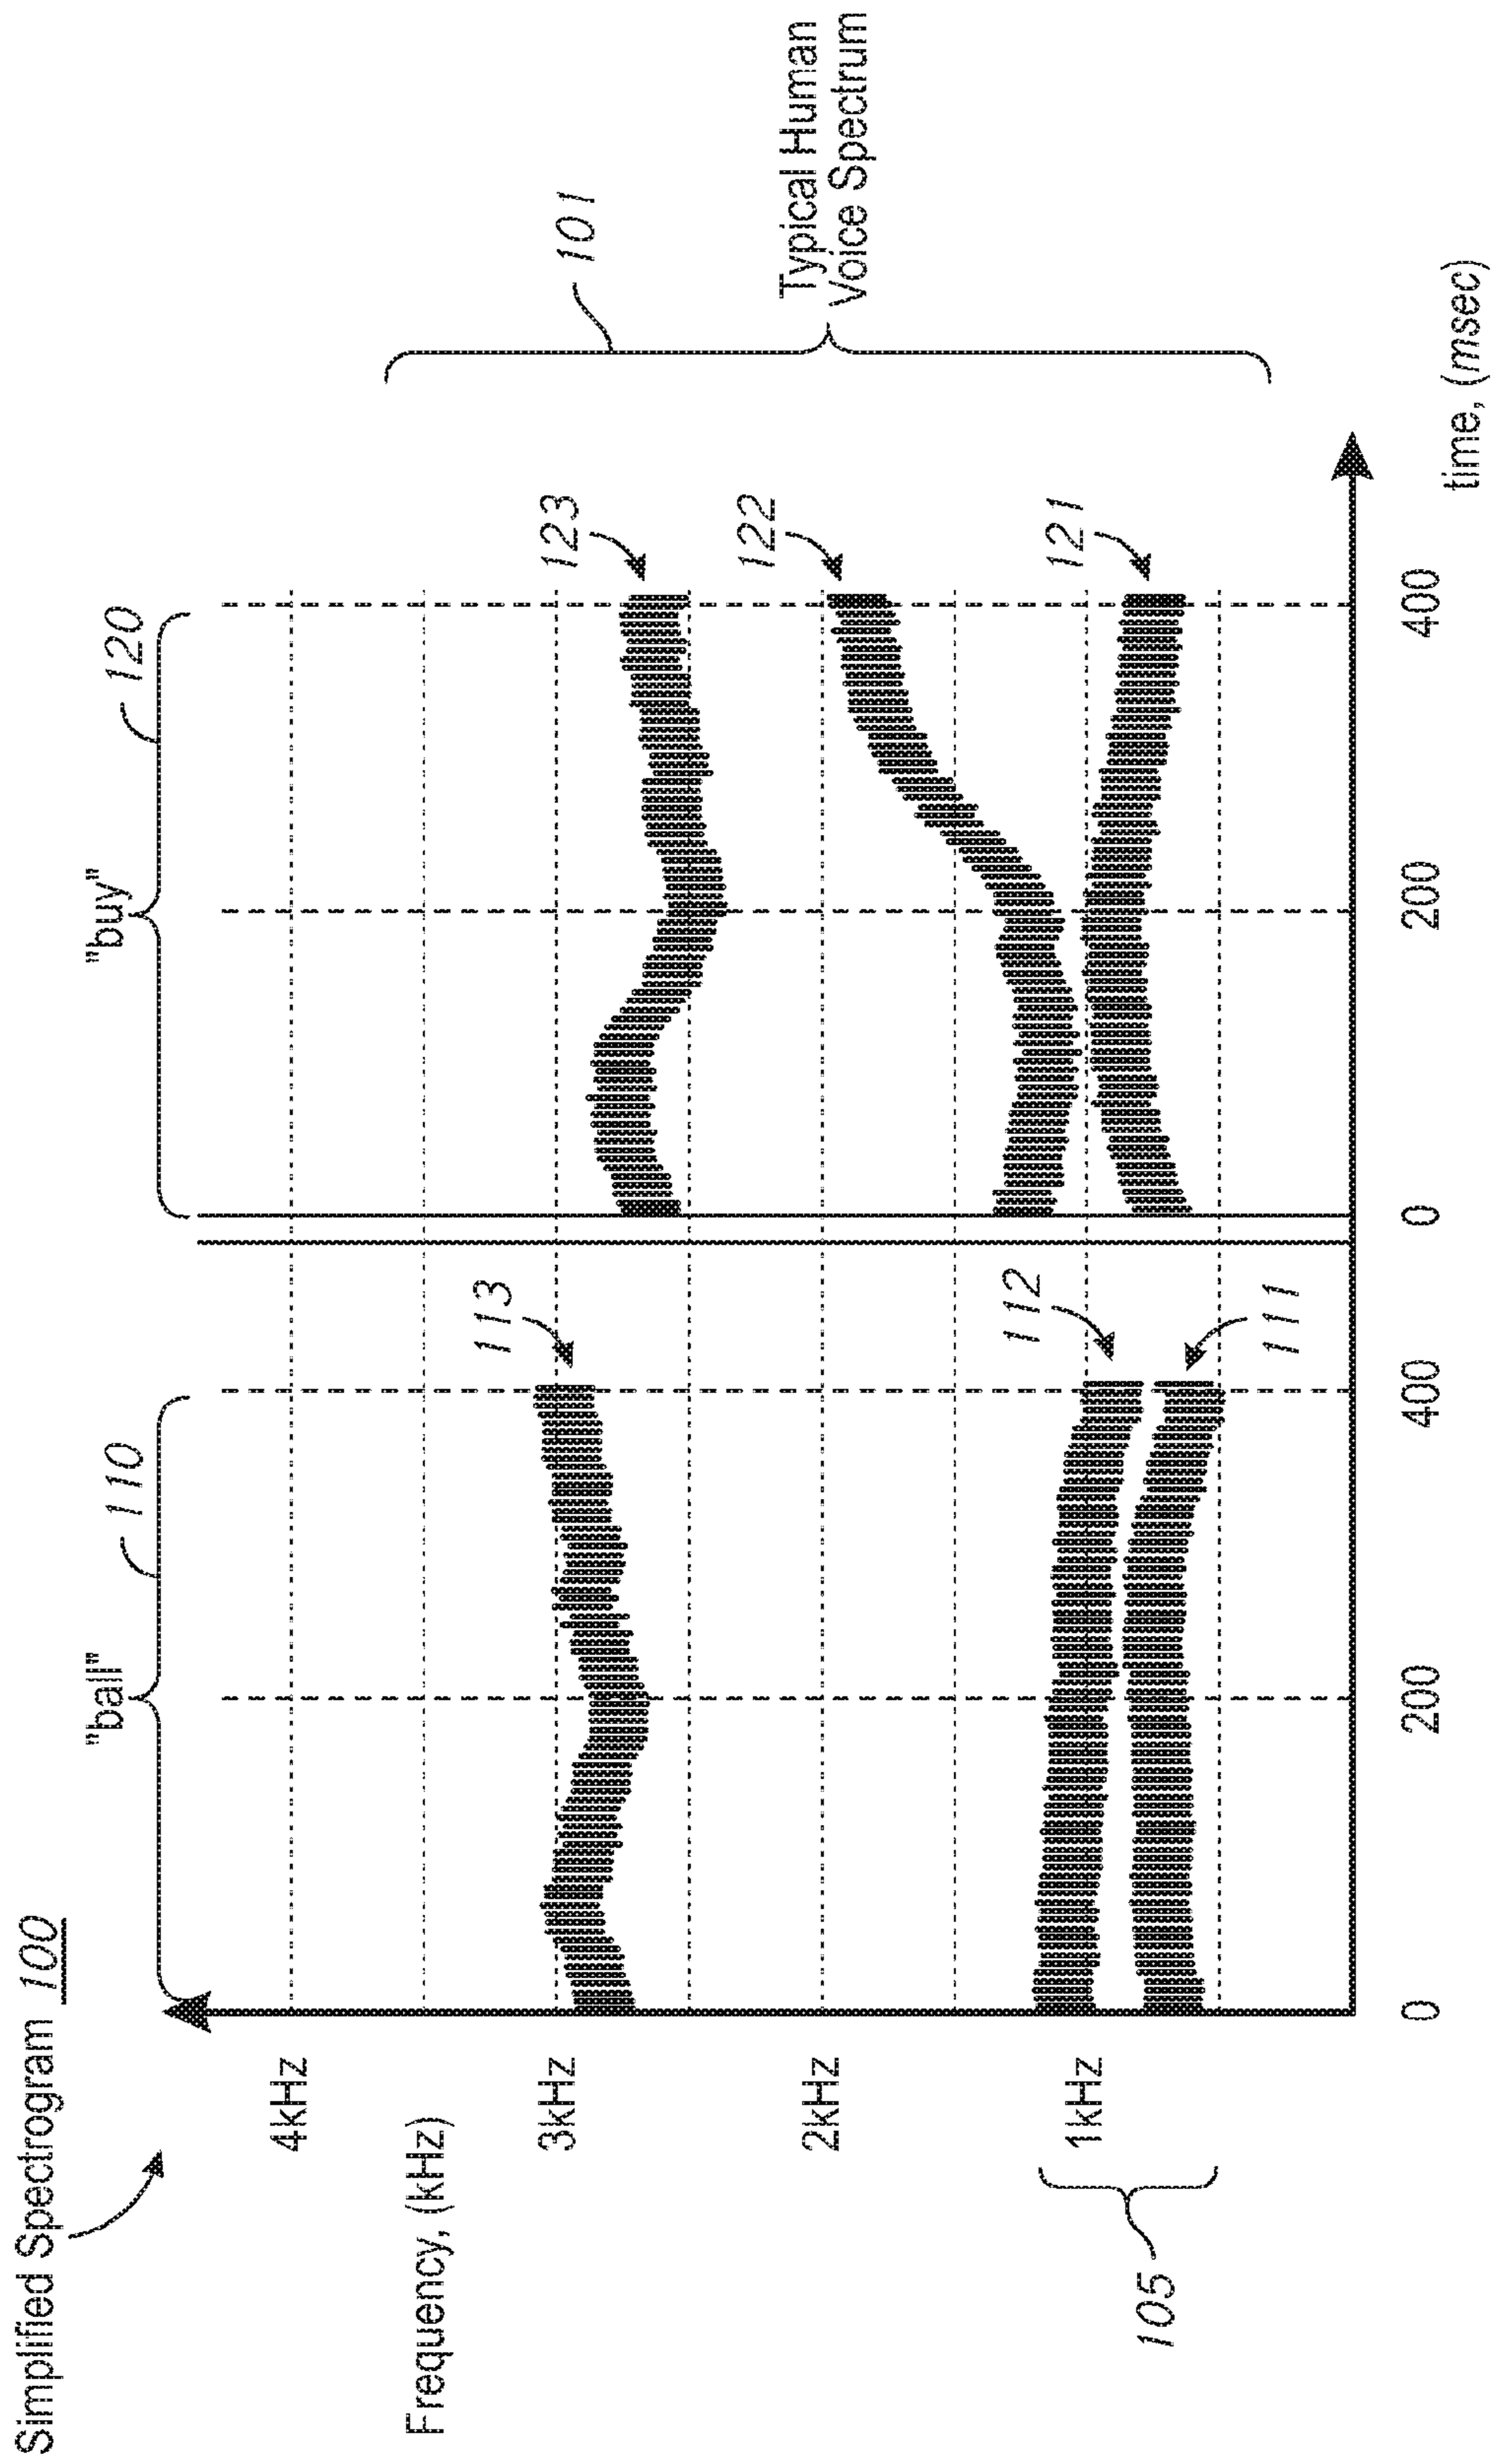 Simplified Spectrogram 100
"ball"
"buy"
110
120
Frequency, (kHz)
4kHz
3kHz
2kHz
1kHz
105
113
112
111
123
122
121
101
Typical Human
Voice Spectrum
0
200
400
0
200
400
time, (msec)